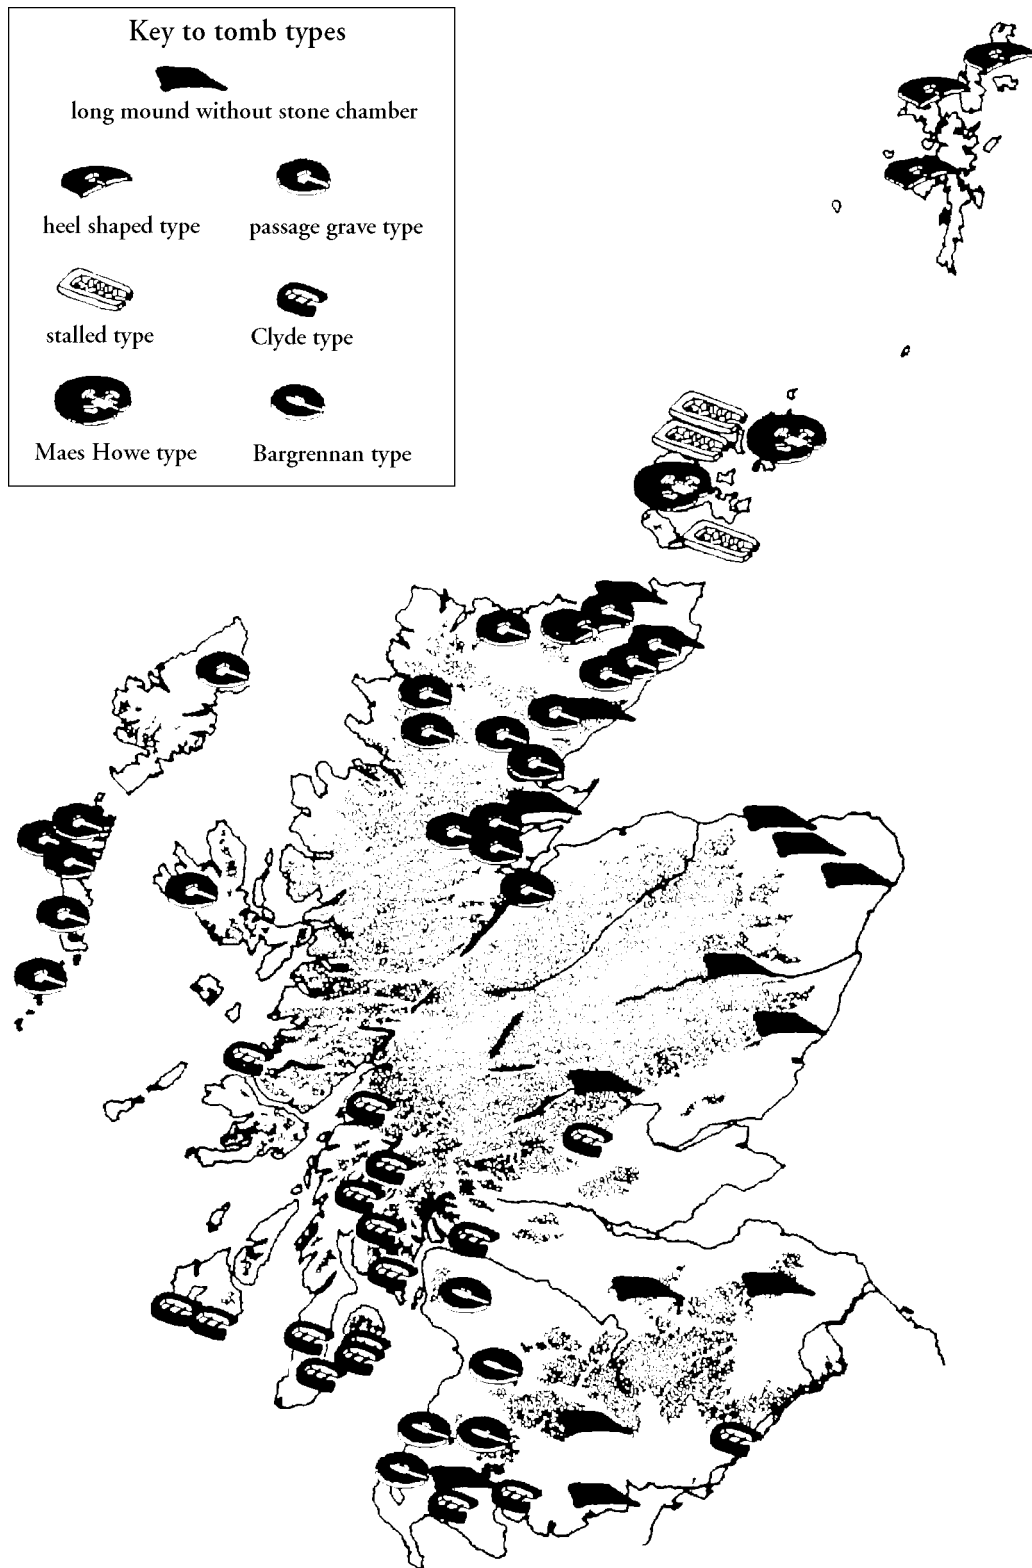 Key to tomb types
long mound without stone chamber
heel shaped type
passage grave type
stalled type
Clyde type
Maes Howe type
Bargrennan type